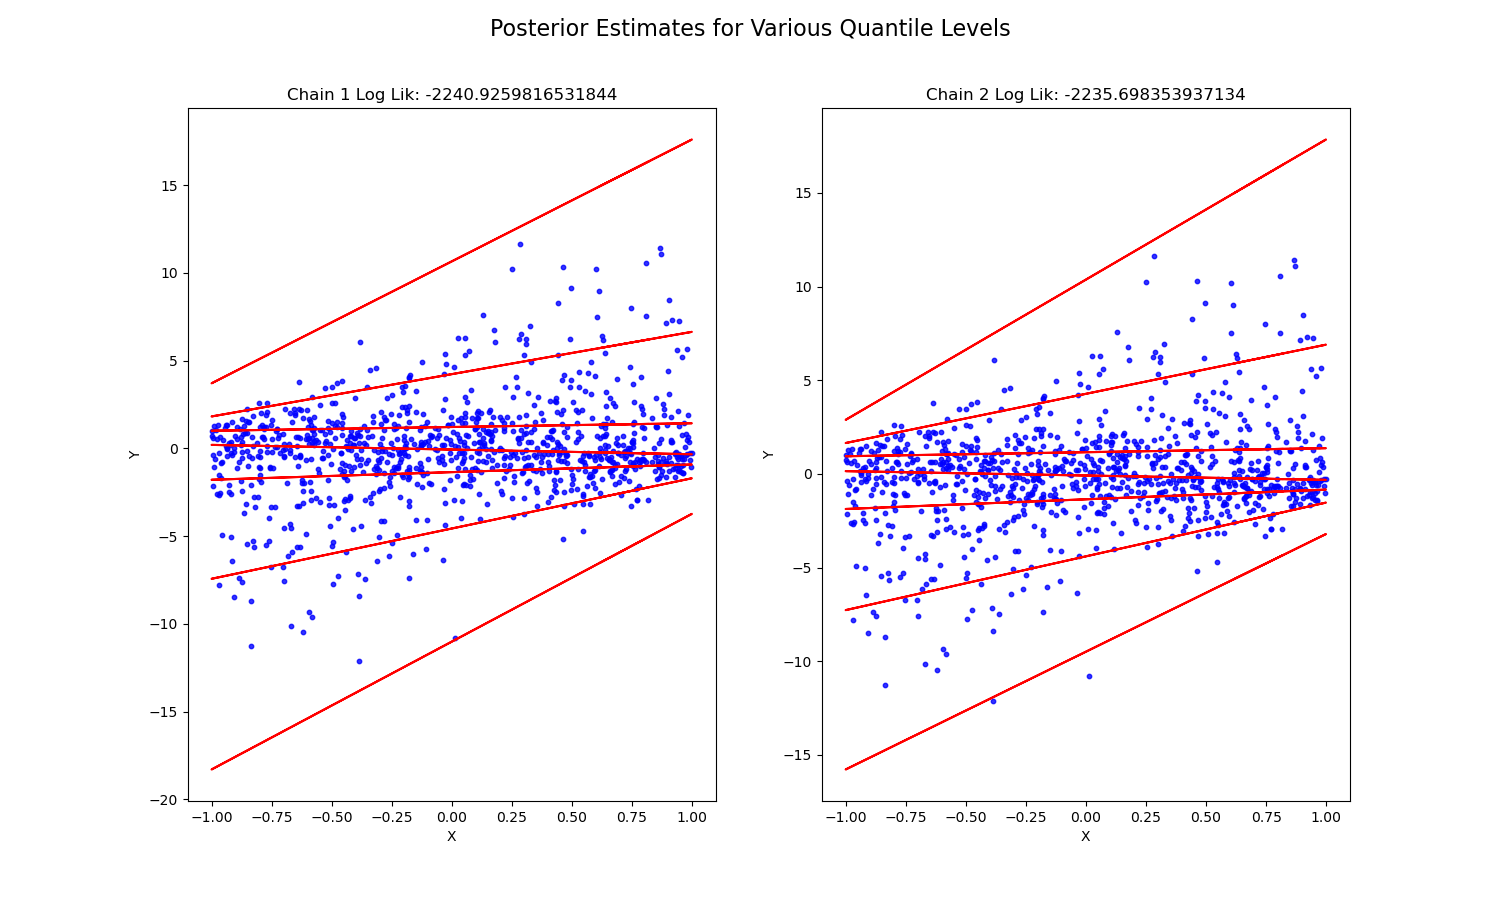 Posterior Estimates for Various Quantile Levels
Chain 1 Log Lik: -2240.9259816531844
Chain 2 Log Lik: -2235.698353937134
15
10
5
0
−5
−10
−15
−20
Y
−1.00 −0.75 −0.50 −0.25 0.00 0.25 0.50 0.75 1.00
X
15
10
5
0
−5
−10
−15
Y
−1.00 −0.75 −0.50 −0.25 0.00 0.25 0.50 0.75 1.00
X